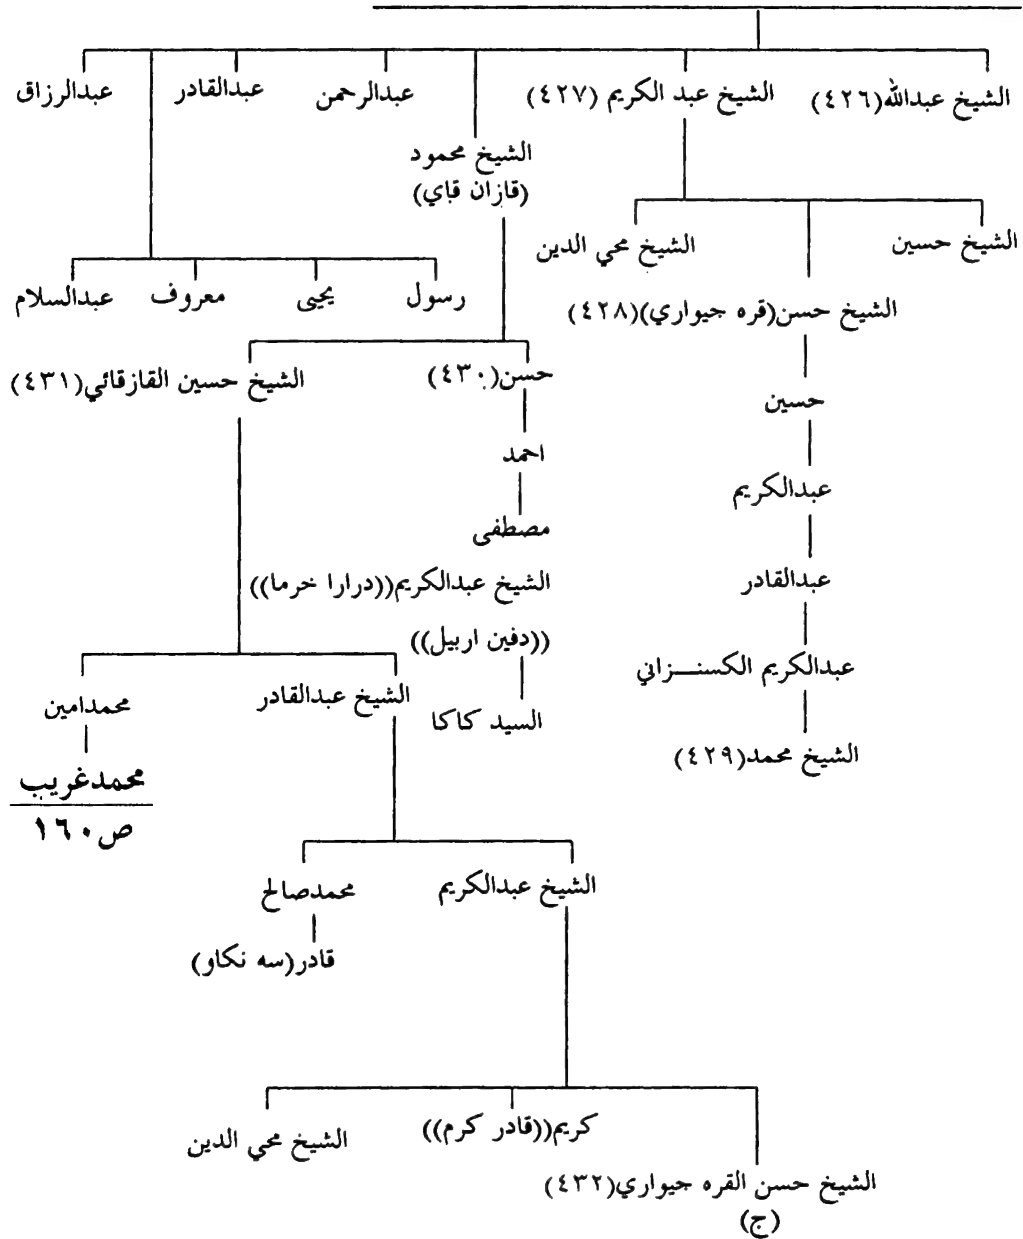 الشيخ عبدالله(٤٢٦) الشيخ عبد الكريم (٤٢٧) عبدالرحمن عبدالقادر عبدالرزاق
الشيخ محمود
(قازان قاي)
الشيخ حسين الشيخ محي الدين
رسول يحيى معروف عبدالسلام
الشيخ حسن(قره جيواري)(٤٢٨)
حسن(٤٣٠) الشيخ حسين القازقائي(٤٣١)
حسين
احمد
عبدالكريم
مصطفى
عبدالقادر
الشيخ عبدالكريم((درارا خرما))
((دفين اربيل))
عبدالكريم الكسنـزاني
الشيخ عبدالقادر محمدامين
السيد كاكا
الشيخ محمد(٤٢٩)
محمدغريب
ص١٦٠
الشيخ عبدالكريم محمدصالح
قادر(سه نكاو)
كريم((قادر كرم)) الشيخ محي الدين
الشيخ حسن القره جيواري(٤٣٢)
(ج)